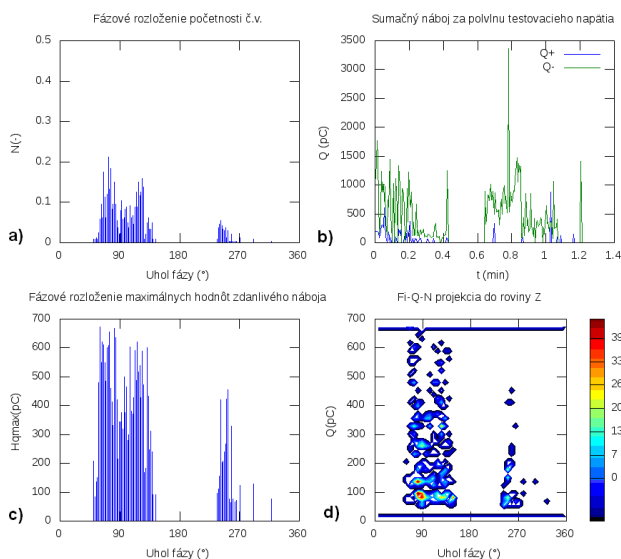 Fázové rozloženie početnosti č.v.
0.5
0.4
0.3
0.2
0.1
0
N(-)
0 90 180 270 360
Uhol fázy (°)
a)
Sumačný náboj za polvlnu testovacieho napätia
Q+
Q-
3500
3000
2500
2000
1500
1000
500
0
Q (pC)
0 0.2 0.4 0.6 0.8 1 1.2 1.4
t (min)
b)
Fázové rozloženie maximálnych hodnôt zdanlivého náboja
700
600
500
400
300
200
100
0
Hqmax(pC)
0 90 180 270 360
Uhol fázy (°)
c)
Fi-Q-N projekcia do roviny Z
700
600
500
400
300
200
100
0
Q(pC)
0 90 180 270 360
Uhol fázy (°)
d)
39
33
26
20
13
7
0